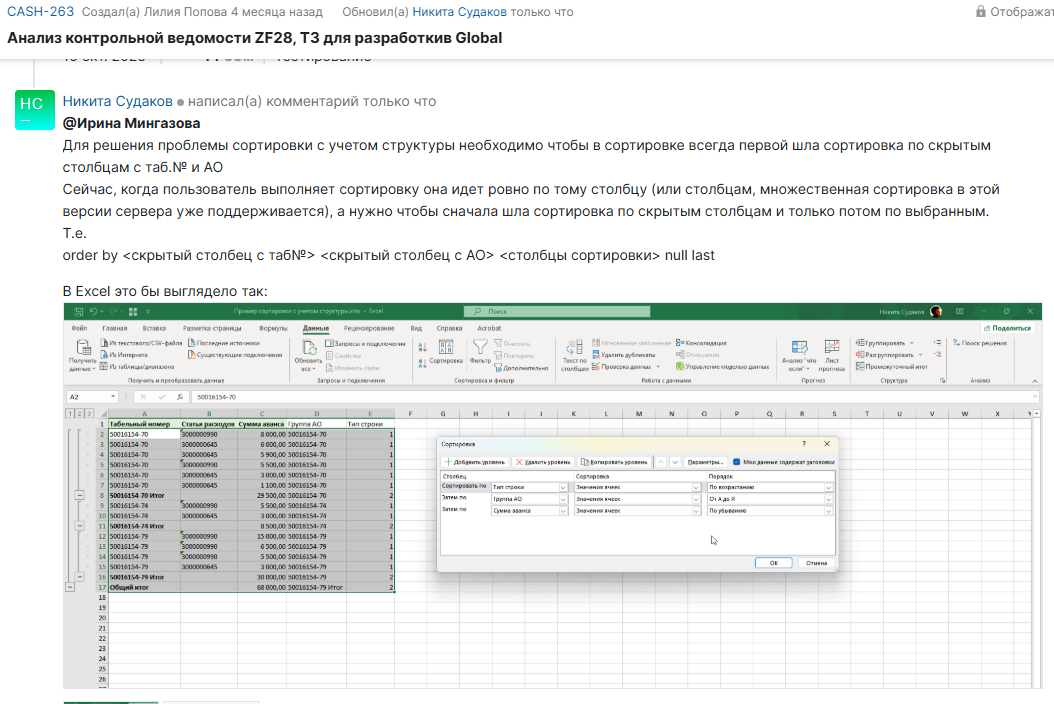 CASH-263 Создал(а) Лилия Попова 4 месяца назад Обновил(а) Никита Судаков только что Отображат
Анализ контрольной ведомости ZF28, ТЗ для разработкив Global
НС
Никита Судаков написал(а) комментарий только что
@Ирина Мингазова
Для решения проблемы сортировки с учетом структуры необходимо чтобы в сортировке всегда первой шла сортировка по скрытым
столбцам с таб.№ и АО
Сейчас, когда пользователь выполняет сортировку она идет ровно по тому столбцу (или столбцам, множественная сортировка в этой
версии сервера уже поддерживается), а нужно чтобы сначала шла сортировка по скрытым столбцам и только потом по выбранным.
Т.е.
order by <скрытый столбец с таб№> <скрытый столбец с АО> <столбцы сортировки> null last
В Excel это бы выглядело так:
Пример сортировки с учетом структуры.xlsx - Excel Поиск Никита Судаков
Файл Главная Вставка Разметка страницы Формулы Данные Рецензирование Вид Справка Acrobat Поделиться
Получить данные Из текстового/CSV-файла Из Интернета Из таблицы/диапазона Последние источники Существующие подключения
Обновить все Запросы и подключения Свойства Изменить связи
Сортировка Фильтр Очистить Повторить Дополнительно
Текст по столбцам Мгновенное заполнение Удалить дубликаты Проверка данных Консолидация Отношения Управление моделью данных
Анализ "что если" Лист прогноза Группировать Разгруппировать Промежуточный итог Поиск решения
Получить и преобразовать данные Запросы и подключения Сортировка и фильтр Работа с данными Прогноз Структура Анализ
A2 fx 50016154-70
1 2 3 A B C D E F G H I J K L M N O P Q R S T U V W X
1 Табельный номер Статья расходов Сумма аванса Группа АО Тип строки
2 50016154-70 3000000990 8 000,00 50016154-70 1
3 50016154-70 3000000645 6 000,00 50016154-70 1
4 50016154-70 3000000645 5 900,00 50016154-70 1
5 50016154-70 3000000990 5 500,00 50016154-70 1
6 50016154-70 3000000645 3 000,00 50016154-70 1
7 50016154-70 3000000990 1 100,00 50016154-70 1
8 50016154-70 Итог 29 500,00 50016154-70 2
9 50016154-74 3000000990 5 500,00 50016154-74 1
10 50016154-74 3000000645 3 000,00 50016154-74 1
11 50016154-74 Итог 8 500,00 50016154-74 2
12 50016154-79 3000000990 15 000,00 50016154-79 1
13 50016154-79 3000000990 6 500,00 50016154-79 1
14 50016154-79 3000000990 5 500,00 50016154-79 1
15 50016154-79 3000000645 3 000,00 50016154-79 1
16 50016154-79 Итог 30 000,00 50016154-79 2
17 Общий итог 68 000,00 50016154-79 Итог 2
18
19
20
21
22
23
24
25
26
Сортировка ? ×
Добавить уровень Удалить уровень Копировать уровень Параметры... Мои данные содержат заголовки
Столбец Сортировка Порядок
Сортировать по Тип строки Значения ячеек По возрастанию
Затем по Группа АО Значения ячеек От А до Я
Затем по Сумма аванса Значения ячеек По убыванию
ОК Отмена